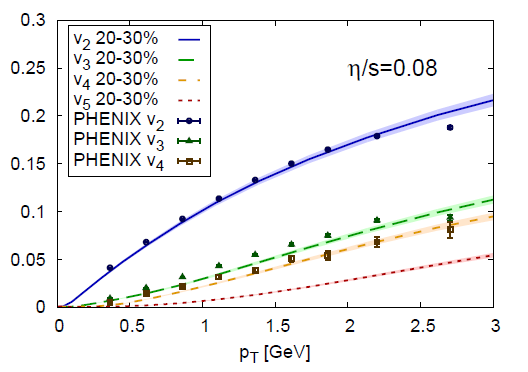 0.3
0.25
0.2
0.15
0.1
0.05
0
v2 20-30%
v3 20-30%
v4 20-30%
v5 20-30%
PHENIX v2
PHENIX v3
PHENIX v4
η/s=0.08
0 0.5 1 1.5 2 2.5 3
pT [GeV]